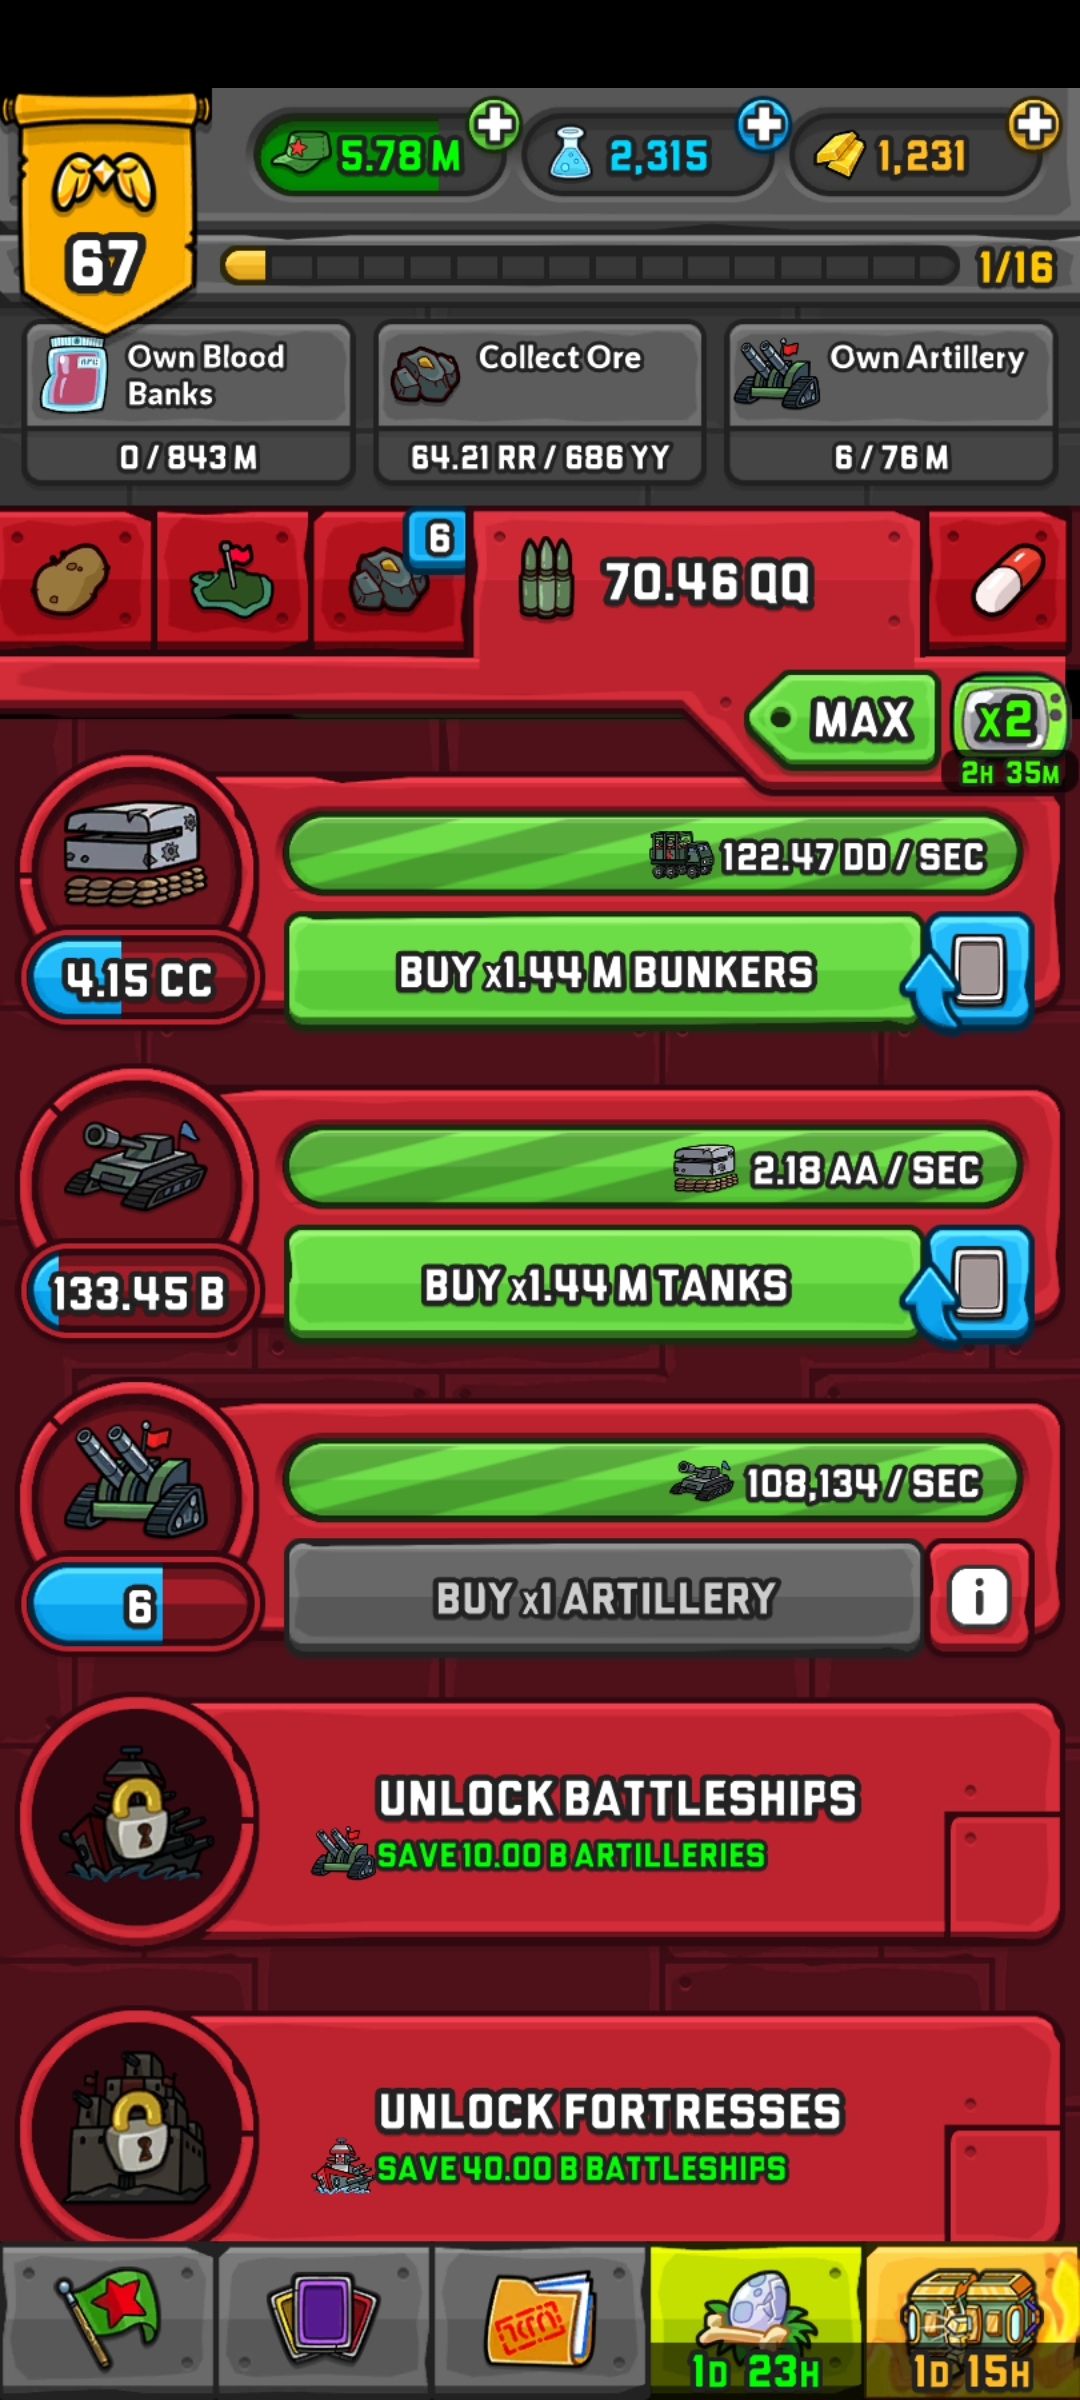 5.78 M
2,315
1,231
67
1/16
Own Blood
Banks
0 / 843 M
Collect Ore
64.21 RR / 686 YY
Own Artillery
6 / 76 M
6
70.46 QQ
MAX
x2
2H 35M
122.47 DD / SEC
4.15 CC
BUY x1.44 M BUNKERS
2.18 AA / SEC
133.45 B
BUY x1.44 M TANKS
108,134 / SEC
6
BUY x1 ARTILLERY
i
UNLOCK BATTLESHIPS
SAVE 10.00 B ARTILLERIES
UNLOCK FORTRESSES
SAVE 40.00 B BATTLESHIPS
1D 23H
1D 15H